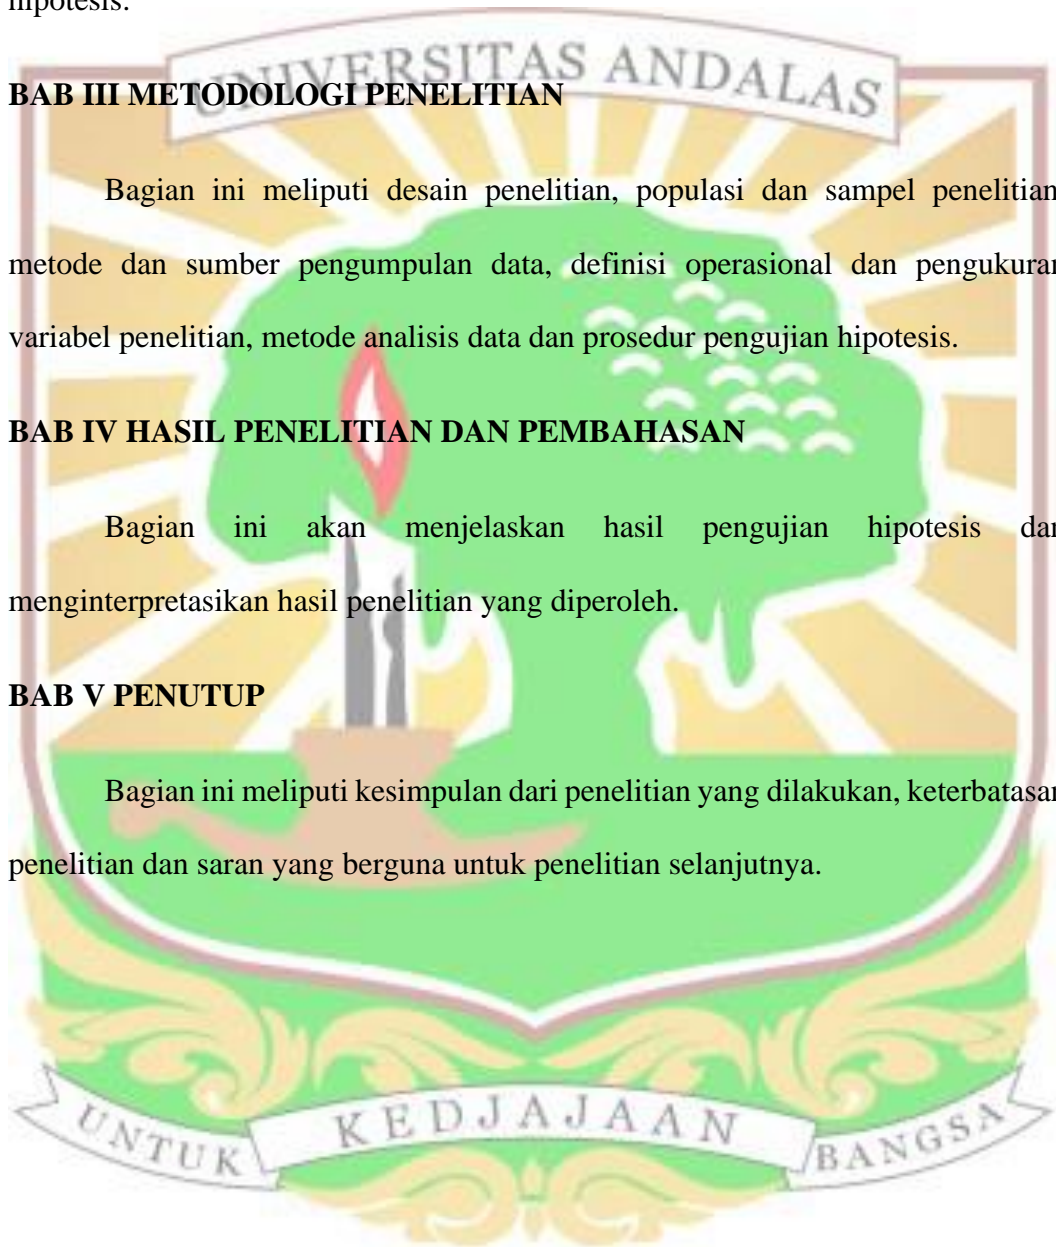 hipotesis.
UNIVERSITAS ANDALAS
BAB III METODOLOGI PENELITIAN
Bagian ini meliputi desain penelitian, populasi dan sampel penelitian
metode dan sumber pengumpulan data, definisi operasional dan pengukuran
variabel penelitian, metode analisis data dan prosedur pengujian hipotesis.
BAB IV HASIL PENELITIAN DAN PEMBAHASAN
Bagian ini akan menjelaskan hasil pengujian hipotesis dan
menginterpretasikan hasil penelitian yang diperoleh.
BAB V PENUTUP
Bagian ini meliputi kesimpulan dari penelitian yang dilakukan, keterbatasan
penelitian dan saran yang berguna untuk penelitian selanjutnya.
UNTUK KEDJAJAAN BANGSA